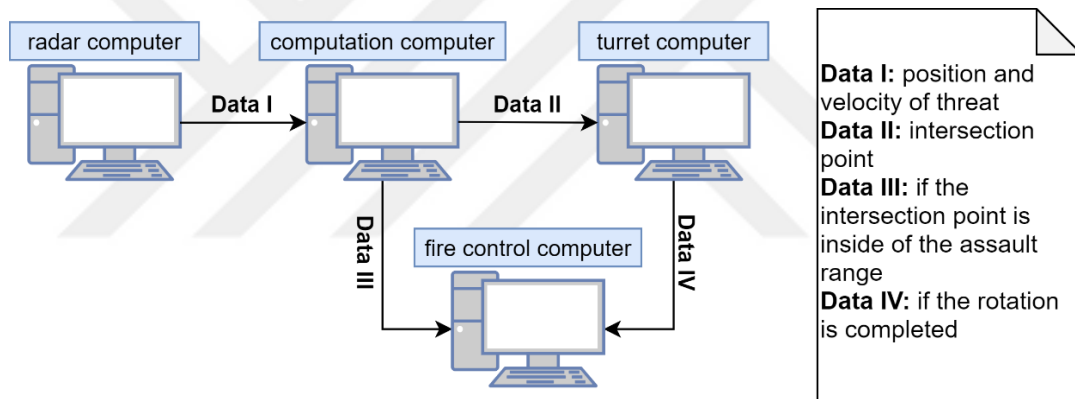 radar computer
computation computer
turret computer
Data I
Data II
Data III
Data IV
fire control computer
Data I: position and
velocity of threat
Data II: intersection
point
Data III: if the
intersection point is
inside of the assault
range
Data IV: if the rotation
is completed